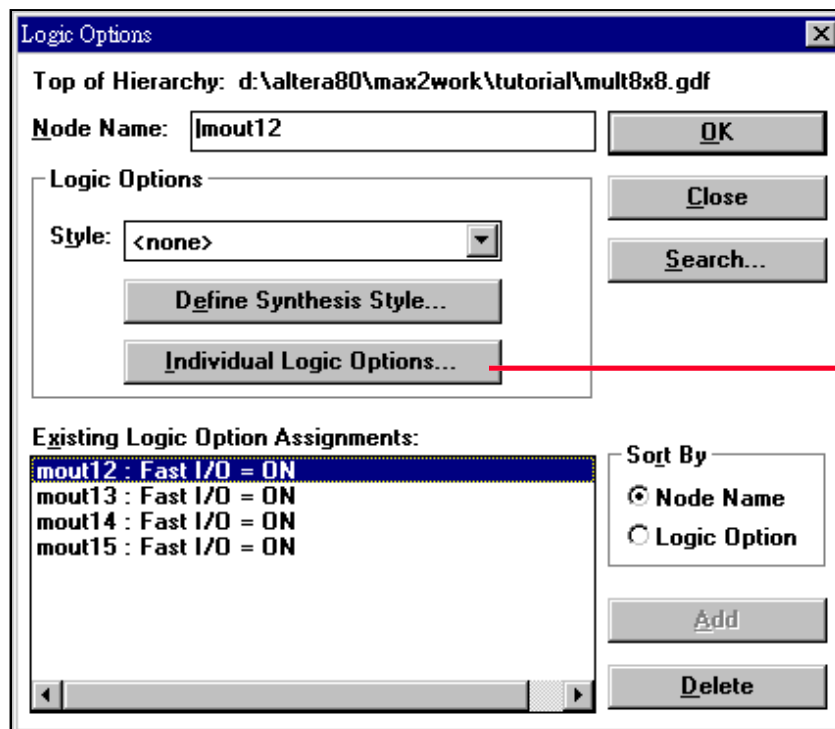 Logic Options
Top of Hierarchy: d:\altera80\max2work\tutorial\mult8x8.gdf
Node Name: mout12
OK
Logic Options
Close
Style: <none>
Search...
Define Synthesis Style...
Individual Logic Options...
Existing Logic Option Assignments:
mout12 : Fast I/O = ON
mout13 : Fast I/O = ON
mout14 : Fast I/O = ON
mout15 : Fast I/O = ON
Sort By
Node Name
Logic Option
Add
Delete